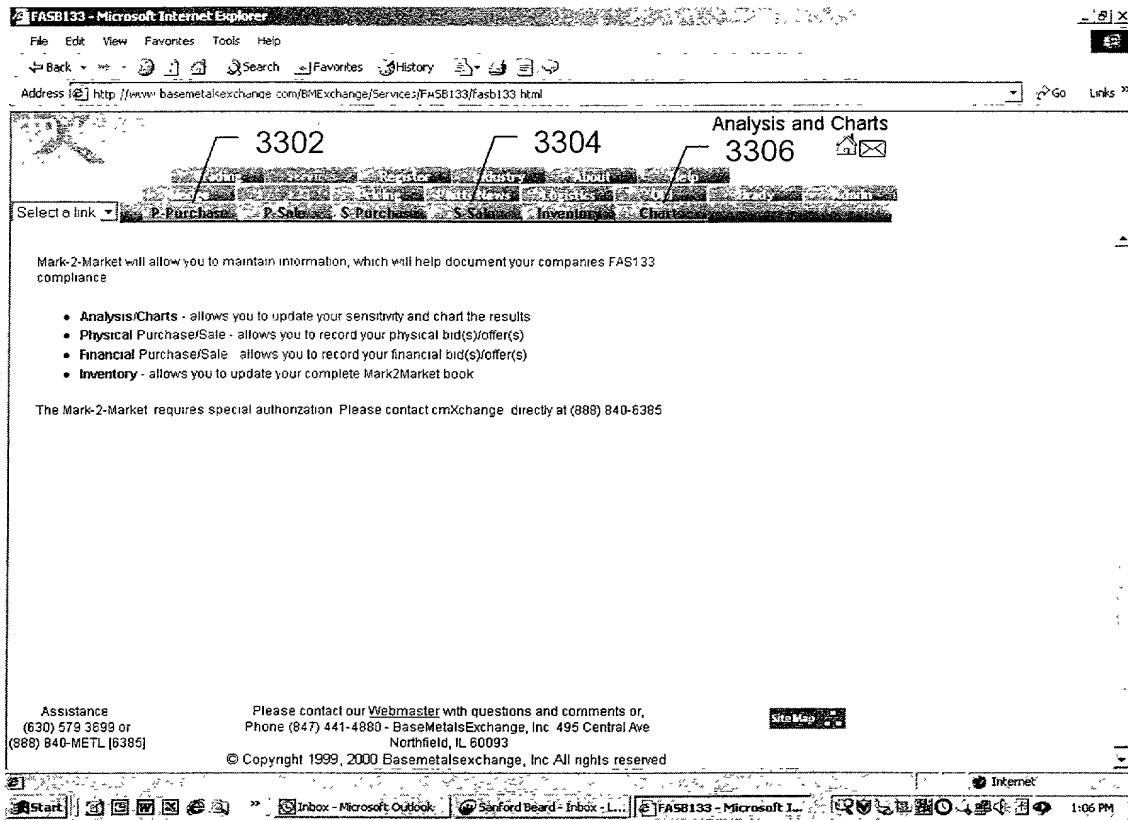 FASB133 - Microsoft Internet Explorer
File Edit View Favorites Tools Help
Back Search Favorites History
Address http //www basemetalsexchange com/BMExchange/Services/FASB133/fasb133 html Go Links »
Analysis and Charts
3302 3304 3306
Register Industry About Help
Logistics
Select a link P-Purchase P-Sale S-Purchase S-Sale Inventory Charts
Mark-2-Market will allow you to maintain information, which will help document your companies FAS133
compliance
• Analysis/Charts - allows you to update your sensitivity and chart the results
• Physical Purchase/Sale - allows you to record your physical bid(s)/offer(s)
• Financial Purchase/Sale allows you to record your financial bid(s)/offer(s)
• Inventory - allows you to update your complete Mark2Market book
The Mark-2-Market requires special authorization Please contact cmXchange directly at (888) 840-6385
Assistance
(630) 579 3699 or
(888) 840-METL [6385]
Please contact our Webmaster with questions and comments or,
Phone (847) 441-4880 - BaseMetalsExchange, Inc 495 Central Ave
Northfield, IL 60093
© Copyright 1999, 2000 Basemetalsexchange, Inc All rights reserved
Site Map
Internet
Start » Inbox - Microsoft Outlook Sanford Beard - Inbox - L... FASB133 - Microsoft I... 1:06 PM